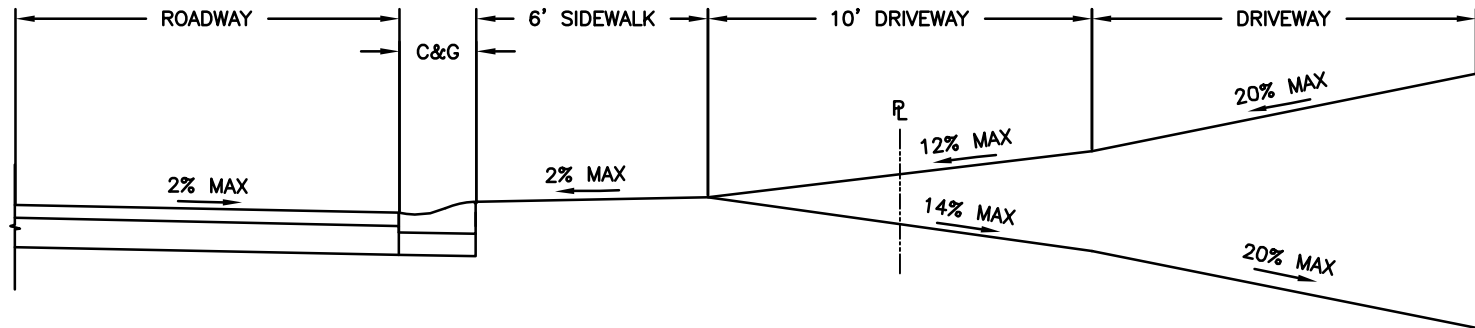 ROADWAY
6' SIDEWALK
10' DRIVEWAY
DRIVEWAY
C&G
20% MAX
PL
12% MAX
2% MAX
2% MAX
14% MAX
20% MAX